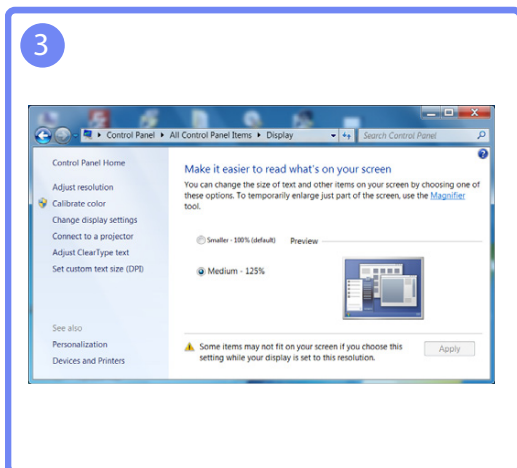 3
Control Panel ▸ All Control Panel Items ▸ Display
Search Control Panel
Control Panel Home
Adjust resolution
Calibrate color
Change display settings
Connect to a projector
Adjust ClearType text
Set custom text size (DPI)
See also
Personalization
Devices and Printers
Make it easier to read what's on your screen
You can change the size of text and other items on your screen by choosing one of
these options. To temporarily enlarge just part of the screen, use the Magnifier
tool.
Smaller - 100% (default)
Preview
Medium - 125%
Some items may not fit on your screen if you choose this
setting while your display is set to this resolution.
Apply